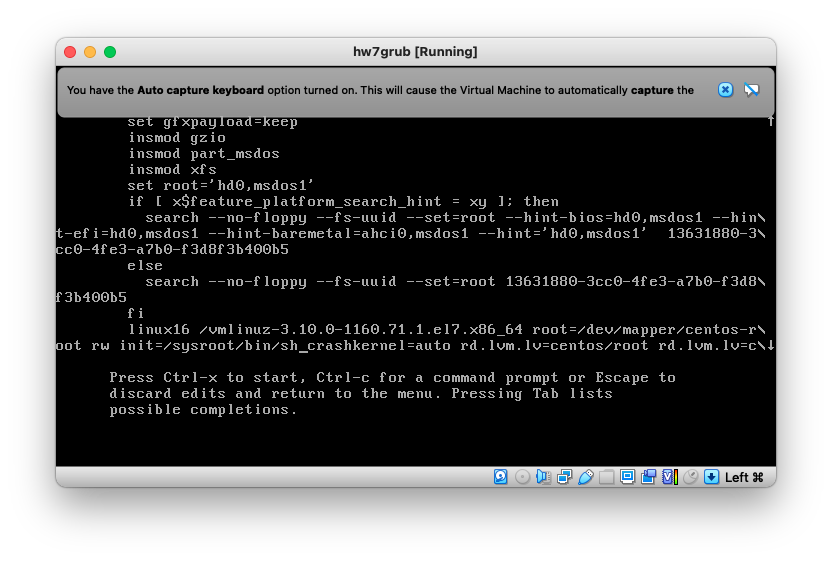 hw7grub [Running]
You have the Auto capture keyboard option turned on. This will cause the Virtual Machine to automatically capture the
set gfxpayload=keep
insmod gzio
insmod part_msdos
insmod xfs
set root='hd0,msdos1'
if [ x$feature_platform_search_hint = xy ]; then
search --no-floppy --fs-uuid --set=root --hint-bios=hd0,msdos1 --hin\
t-efi=hd0,msdos1 --hint-baremetal=ahci0,msdos1 --hint='hd0,msdos1'  13631880-3\
cc0-4fe3-a7b0-f3d8f3b400b5
else
search --no-floppy --fs-uuid --set=root 13631880-3cc0-4fe3-a7b0-f3d8\
f3b400b5
fi
linux16 /vmlinuz-3.10.0-1160.71.1.el7.x86_64 root=/dev/mapper/centos-r\
oot rw init=/sysroot/bin/sh_crashkernel=auto rd.lvm.lv=centos/root rd.lvm.lv=c\
Press Ctrl-x to start, Ctrl-c for a command prompt or Escape to
discard edits and return to the menu. Pressing Tab lists
possible completions.
Left ⌘